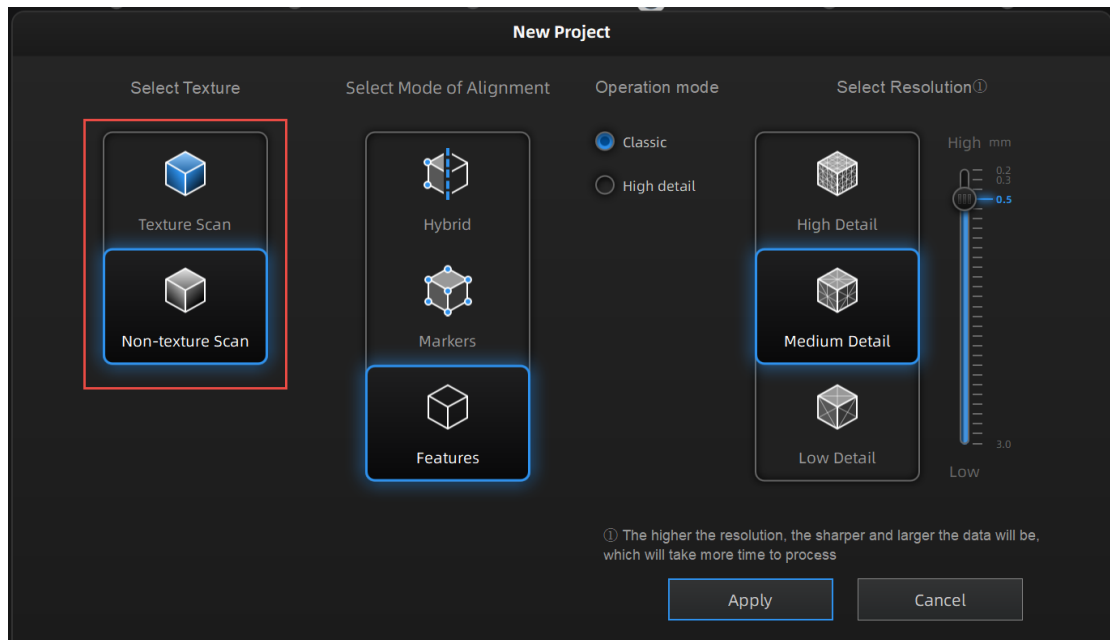 New Project
Select Texture
Texture Scan
Non-texture Scan
Select Mode of Alignment
Hybrid
Markers
Features
Operation mode
Classic
High detail
Select Resolution①
High Detail
Medium Detail
Low Detail
High mm
0.2
0.3
0.5
3.0
Low
① The higher the resolution, the sharper and larger the data will be,
which will take more time to process
Apply
Cancel